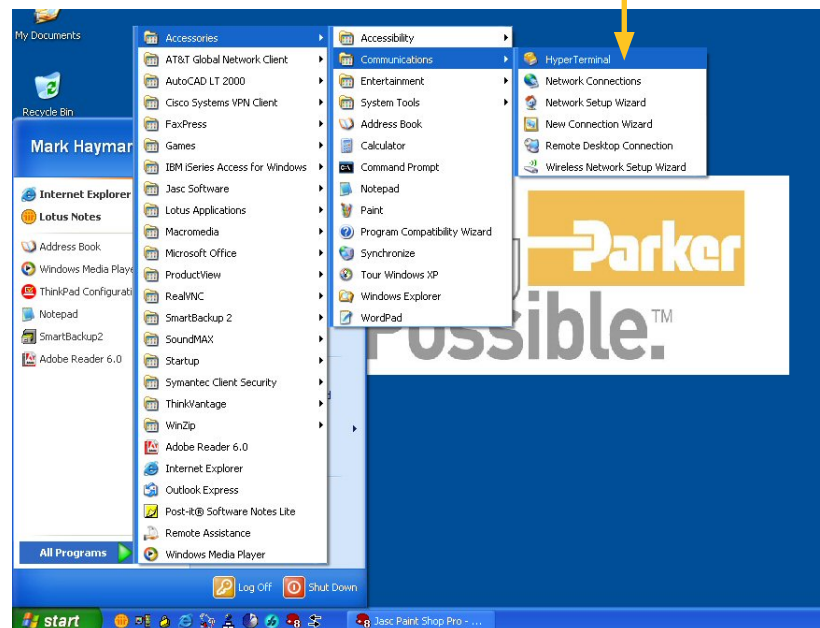 My Documents
Recycle Bin
Mark Haymar
Internet Explorer
Lotus Notes
Address Book
Windows Media Playe
ThinkPad Configurati
Notepad
SmartBackup2
Adobe Reader 6.0
All Programs
Accessories
AT&T Global Network Client
AutoCAD LT 2000
Cisco Systems VPN Client
FaxPress
Games
IBM iSeries Access for Windows
Jasc Software
Lotus Applications
Macromedia
Microsoft Office
ProductView
RealVNC
SmartBackup 2
SoundMAX
Startup
Symantec Client Security
ThinkVantage
WinZip
Adobe Reader 6.0
Internet Explorer
Outlook Express
Post-it® Software Notes Lite
Remote Assistance
Windows Media Player
Accessibility
Communications
Entertainment
System Tools
Address Book
Calculator
Command Prompt
Notepad
Paint
Program Compatibility Wizard
Synchronize
Tour Windows XP
Windows Explorer
WordPad
HyperTerminal
Network Connections
Network Setup Wizard
New Connection Wizard
Remote Desktop Connection
Wireless Network Setup Wizard
Parker
Possible.™
Log Off
Shut Down
start
Jasc Paint Shop Pro - ...